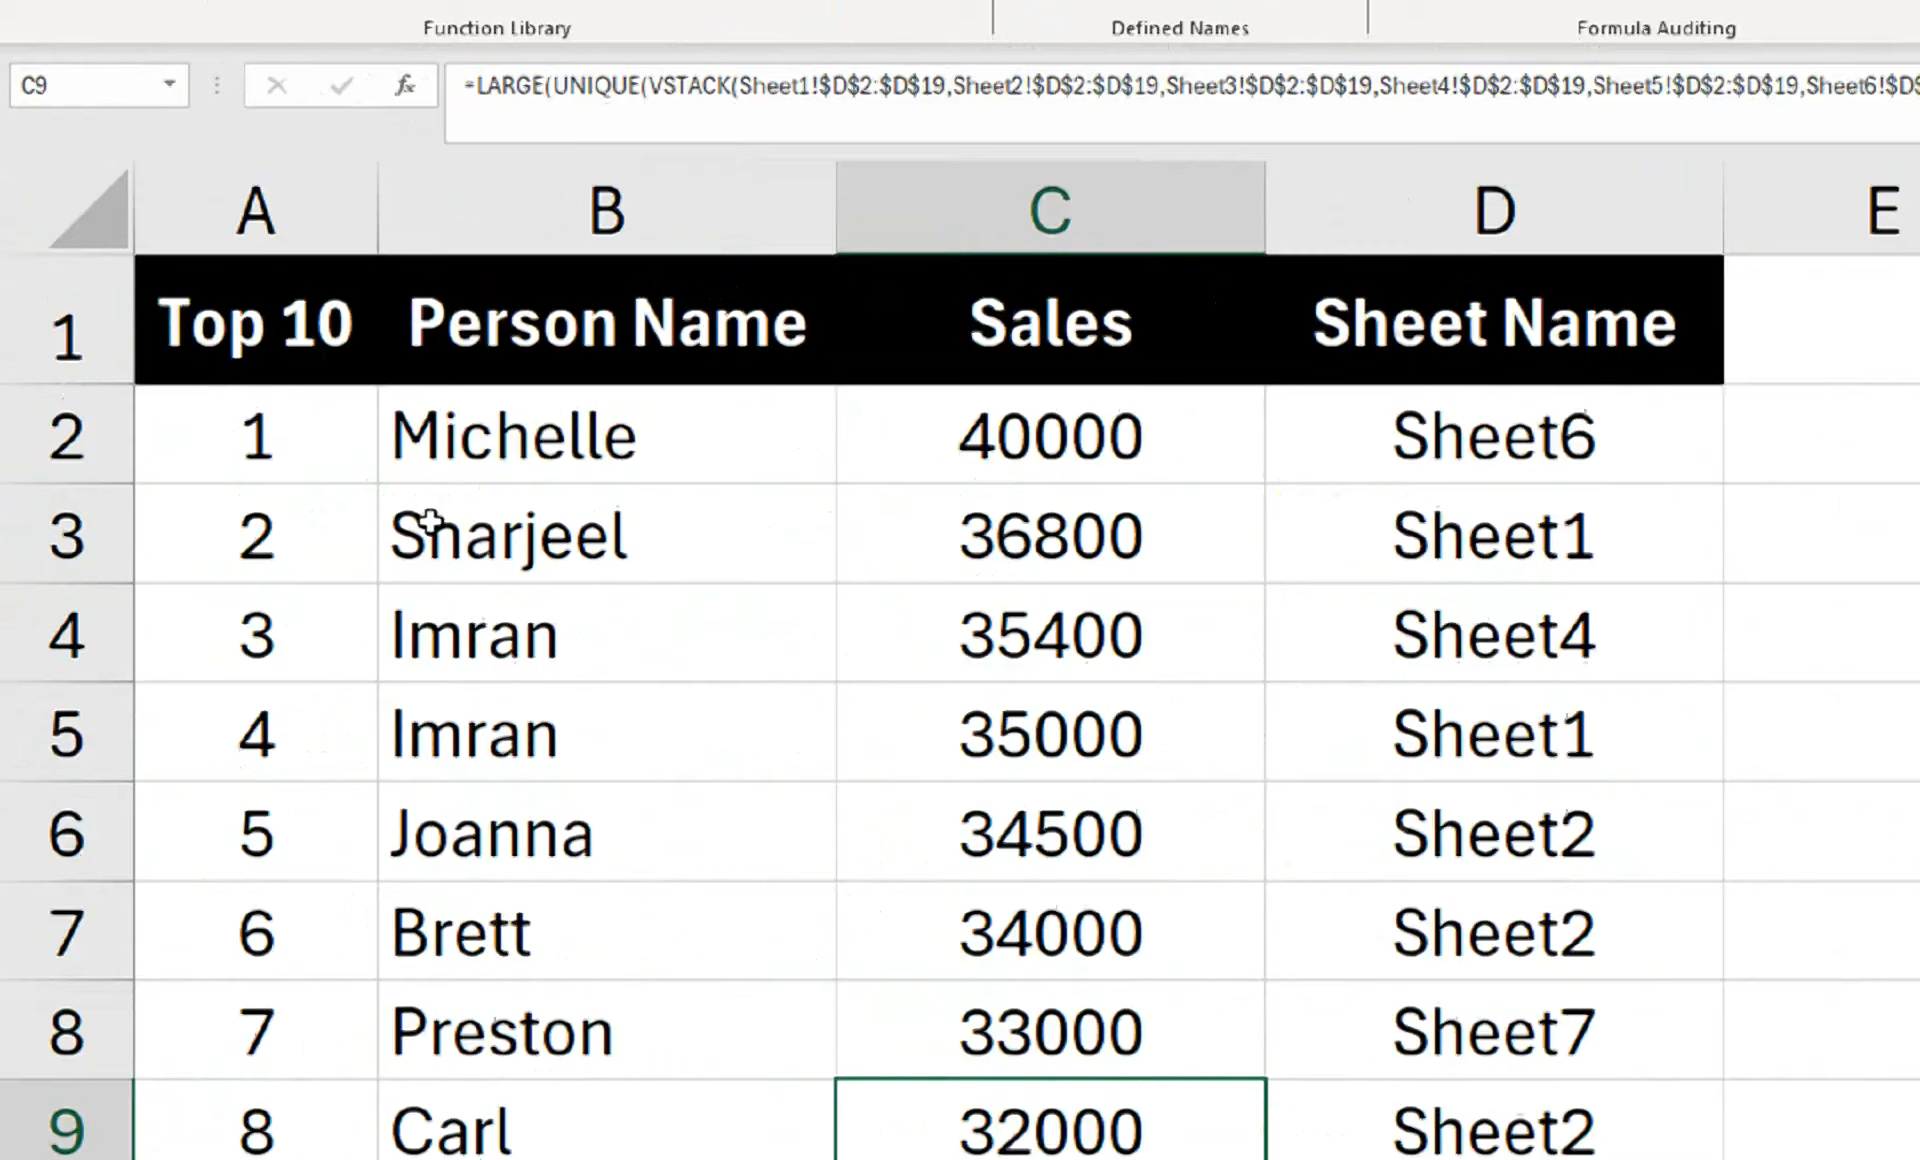 Function Library Defined Names Formula Auditing
C9 fx =LARGE(UNIQUE(VSTACK(Sheet1!$D$2:$D$19,Sheet2!$D$2:$D$19,Sheet3!$D$2:$D$19,Sheet4!$D$2:$D$19,Sheet5!$D$2:$D$19,Sheet6!$D$
A B C D E
1 Top 10 Person Name Sales Sheet Name
2 1 Michelle 40000 Sheet6
3 2 Sharjeel 36800 Sheet1
4 3 Imran 35400 Sheet4
5 4 Imran 35000 Sheet1
6 5 Joanna 34500 Sheet2
7 6 Brett 34000 Sheet2
8 7 Preston 33000 Sheet7
9 8 Carl 32000 Sheet2